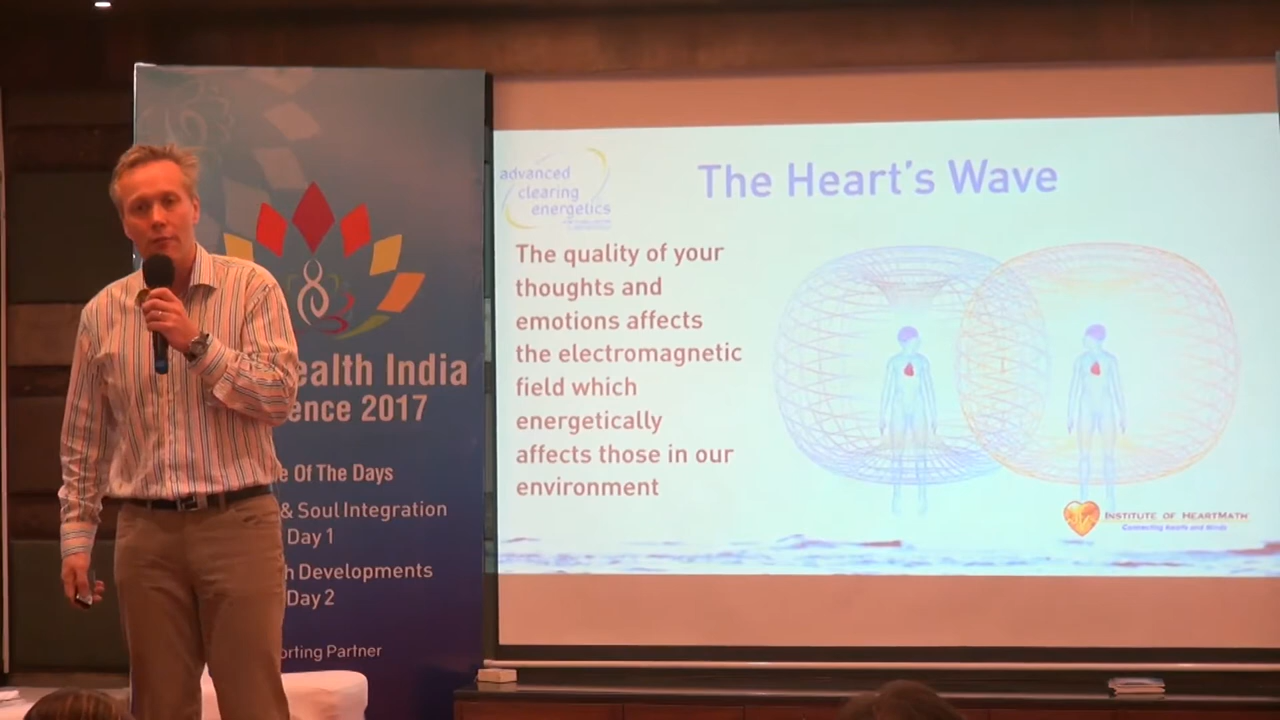 ealth India
ence 2017
e Of The Days
& Soul Integration
Day 1
h Developments
Day 2
orting Partner
advanced
clearing
energetics
The Heart's Wave
The quality of your
thoughts and
emotions affects
the electromagnetic
field which
energetically
affects those in our
environment
INSTITUTE OF HEARTMATH
Connecting Hearts and Minds